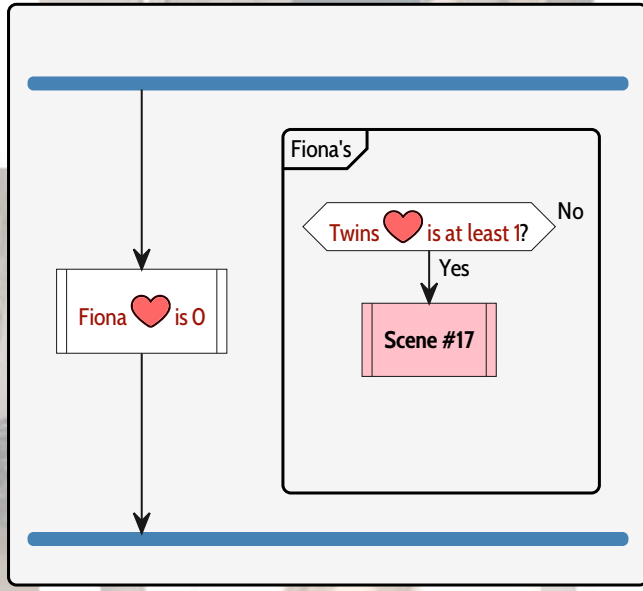 Fiona's
Twins ❤ is at least 1?
No
Yes
Fiona ❤ is 0
Scene #17